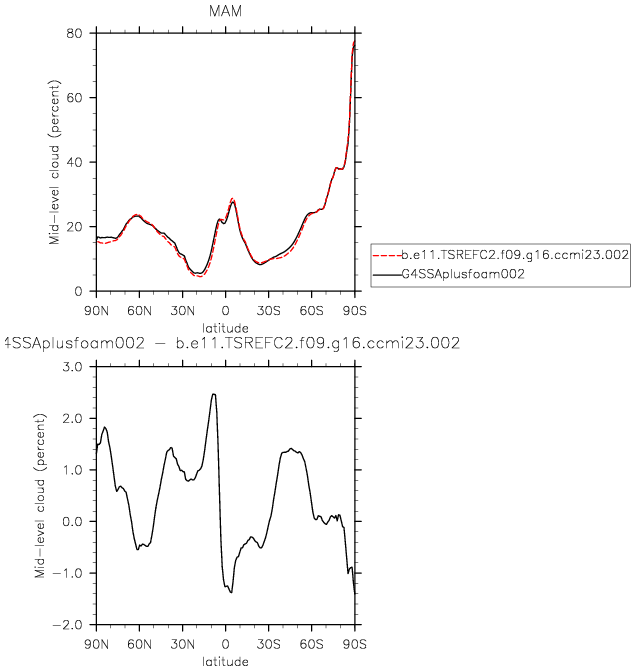 MAM
80
60
40
20
0
Mid-level cloud (percent)
90N 60N 30N 0 30S 60S 90S
latitude
b.e11.TSREFC2.f09.g16.ccmi23.002
G4SSAplusfoam002
4SSAplusfoam002 − b.e11.TSREFC2.f09.g16.ccmi23.002
3.0
2.0
1.0
0.0
−1.0
−2.0
Mid-level cloud (percent)
90N 60N 30N 0 30S 60S 90S
latitude